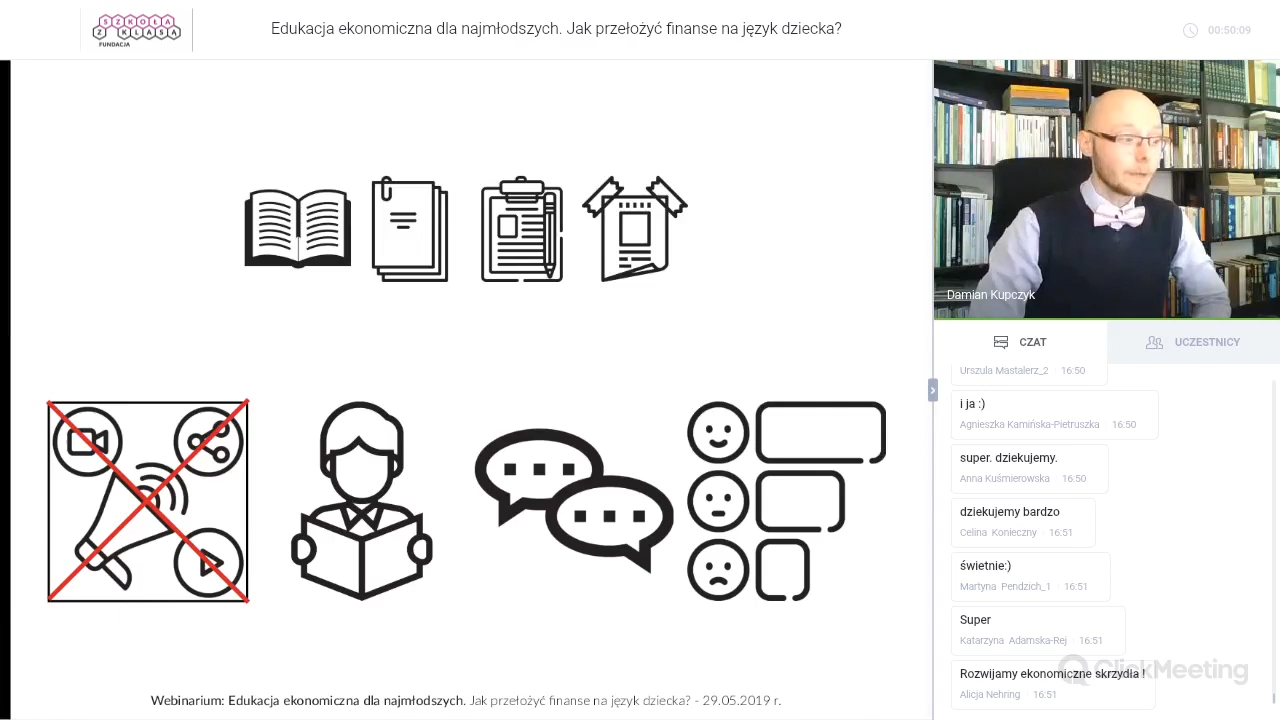 SZKOŁA
Z KLASĄ
FUNDACJA
Edukacja ekonomiczna dla najmłodszych. Jak przełożyć finanse na język dziecka?
00:50:09
Damian Kupczyk
CZAT
UCZESTNICY
Urszula Mastalerz_2 16:50
i ja :)
Agnieszka Kamińska-Pietruszka 16:50
super. dziekujemy.
Anna Kuśmierowska 16:50
dziekujemy bardzo
Celina Konieczny 16:51
świetnie:)
Martyna Pendzich_1 16:51
Super
Katarzyna Adamska-Rej 16:51
Rozwijamy ekonomiczne skrzydia !
Alicja Nehring 16:51
ClickMeeting
Webinarium: Edukacja ekonomiczna dla najmłodszych. Jak przełożyć finanse na język dziecka? - 29.05.2019 r.